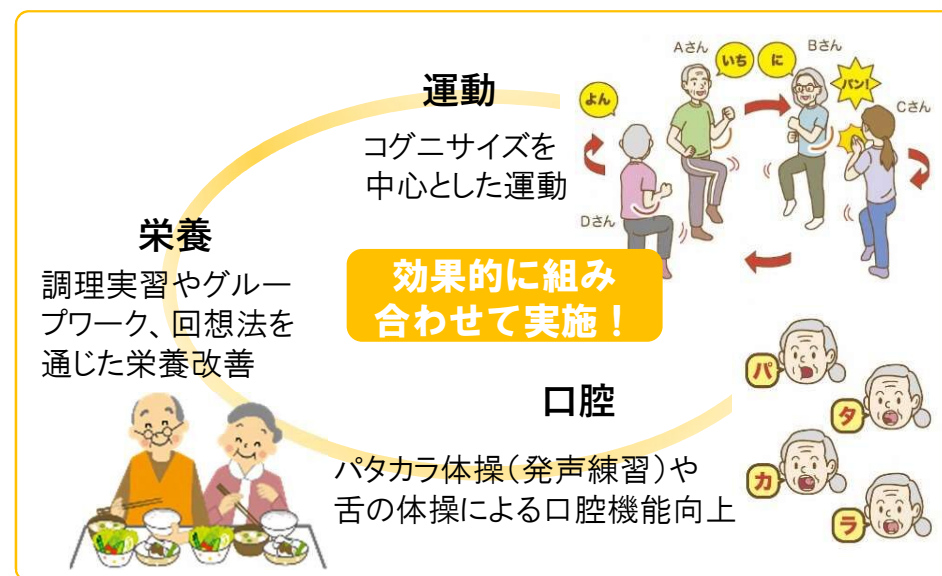 運動
コグニサイズを
中心とした運動
Aさん
いち
に
Bさん
パン!
Cさん
よん
Dさん
栄養
調理実習やグルー
プワーク、回想法を
通じた栄養改善
効果的に組み
合わせて実施!
口腔
パタカラ体操(発声練習)や
舌の体操による口腔機能向上
パ
タ
カ
ラ